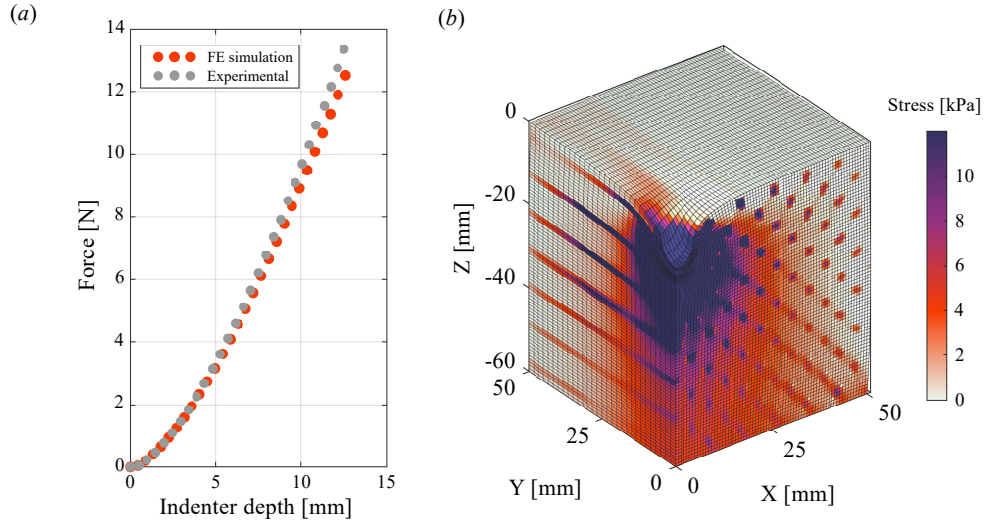 (a)
14
12
10
8
6
4
2
0
Force [N]
FE simulation
Experimental
0 5 10 15
Indenter depth [mm]
(b)
0
-20
-40
-60
Z [mm]
50
25
0
Y [mm]
0
25
50
X [mm]
Stress [kPa]
10
8
6
4
2
0